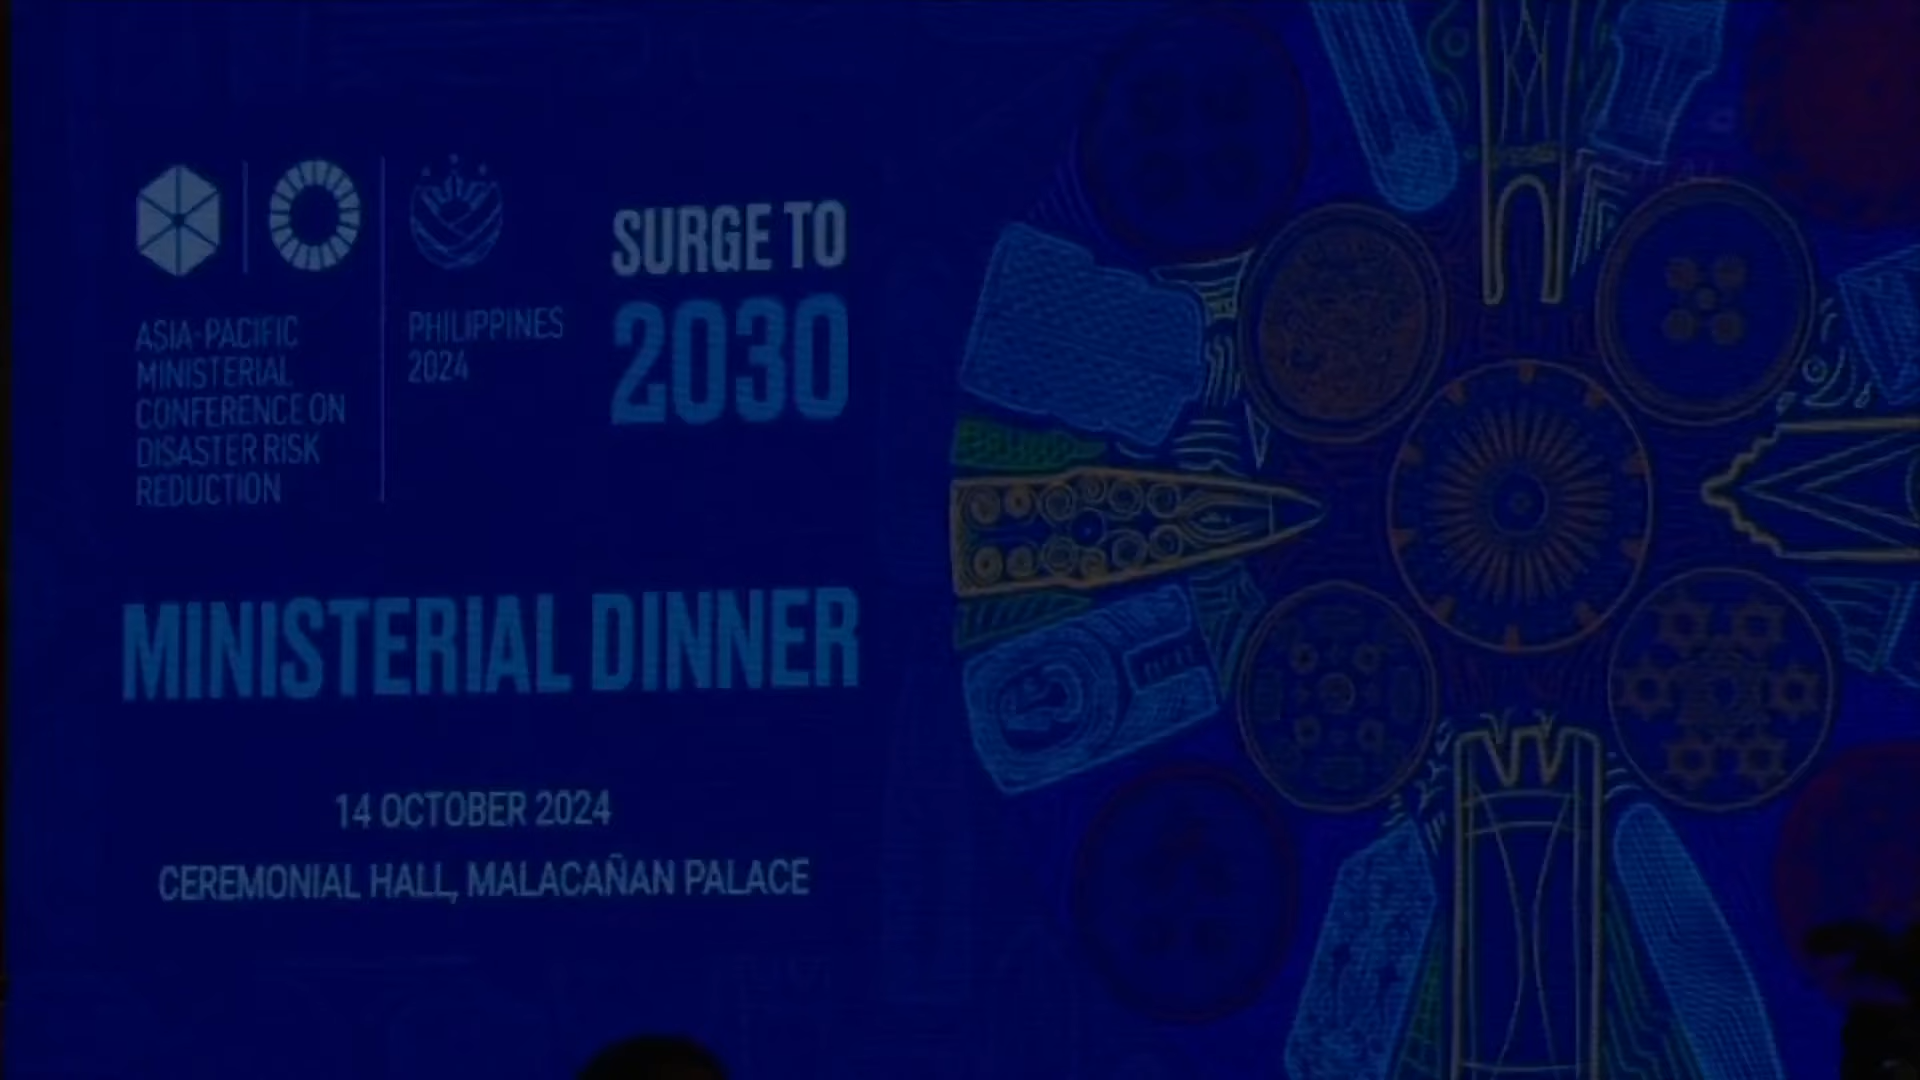 ASIA-PACIFIC
MINISTERIAL
CONFERENCE ON
DISASTER RISK
REDUCTION
PHILIPPINES
2024
SURGE TO
2030
MINISTERIAL DINNER
14 OCTOBER 2024
CEREMONIAL HALL, MALACAÑAN PALACE